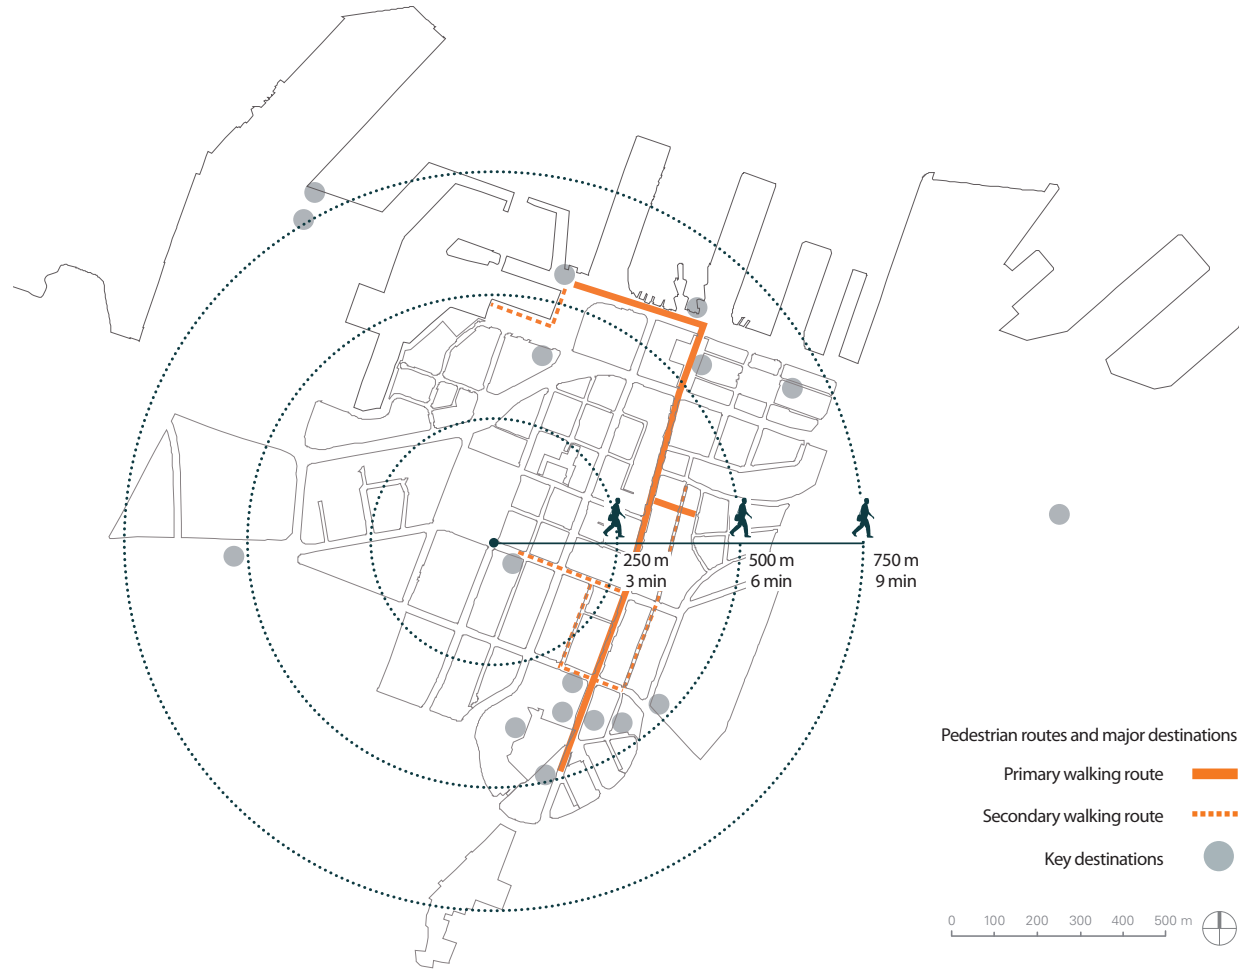 250 m
3 min
500 m
6 min
750 m
9 min
Pedestrian routes and major destinations
Primary walking route
Secondary walking route
Key destinations
0 100 200 300 400 500 m